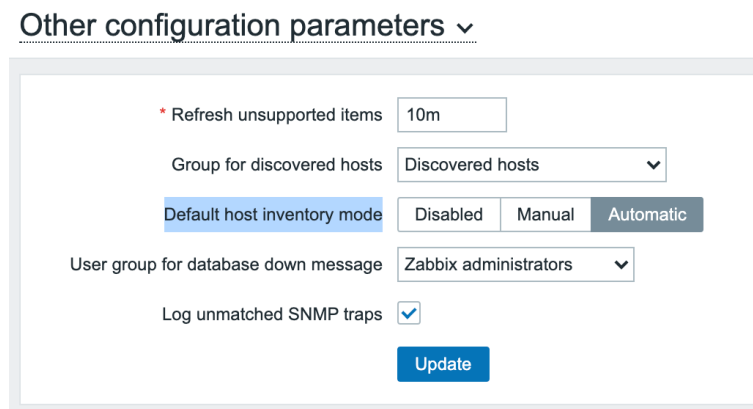 Other configuration parameters
* Refresh unsupported items 10m
Group for discovered hosts Discovered hosts
Default host inventory mode Disabled Manual Automatic
User group for database down message Zabbix administrators
Log unmatched SNMP traps
Update